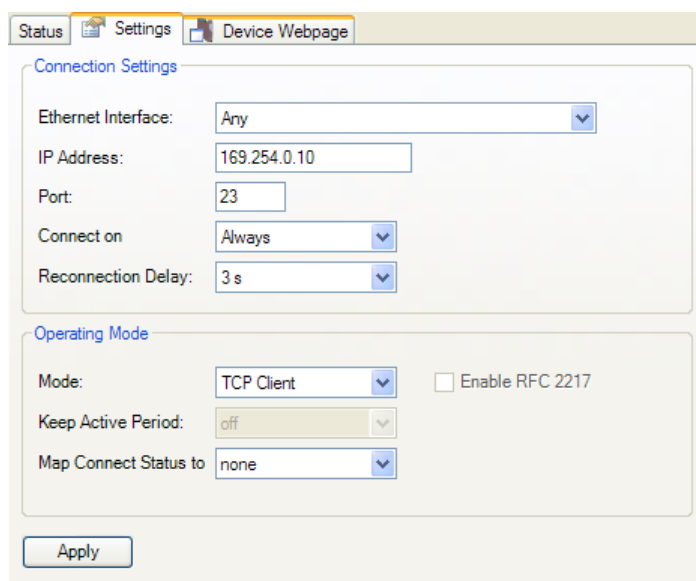 Status Settings Device Webpage
Connection Settings
Ethernet Interface: Any
IP Address: 169.254.0.10
Port: 23
Connect on Always
Reconnection Delay: 3 s
Operating Mode
Mode: TCP Client Enable RFC 2217
Keep Active Period: off
Map Connect Status to none
Apply